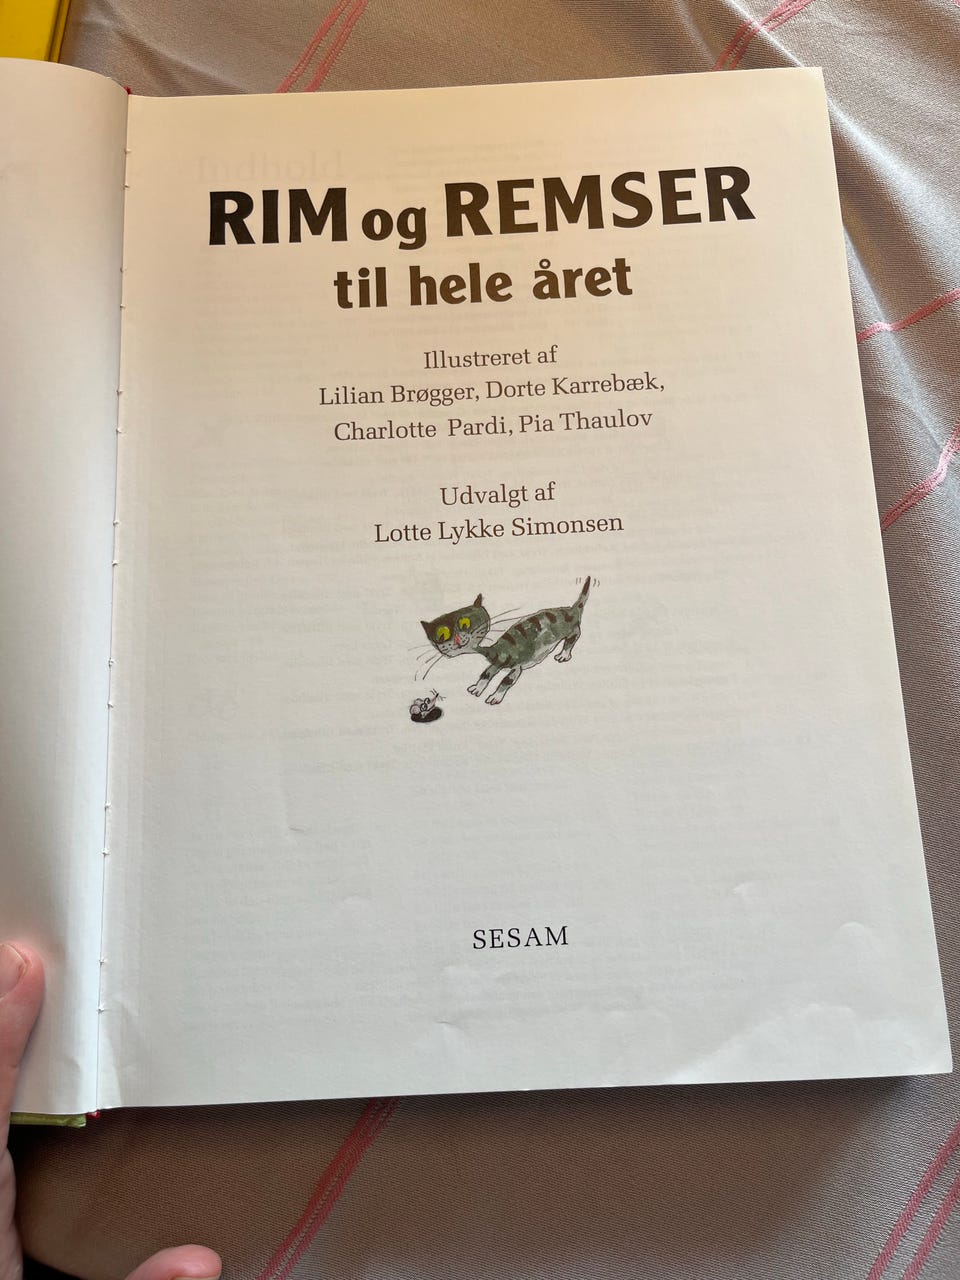 RIM og REMSER
til hele året
Illustreret af
Lilian Brøgger, Dorte Karrebæk,
Charlotte Pardi, Pia Thaulov
Udvalgt af
Lotte Lykke Simonsen
SESAM